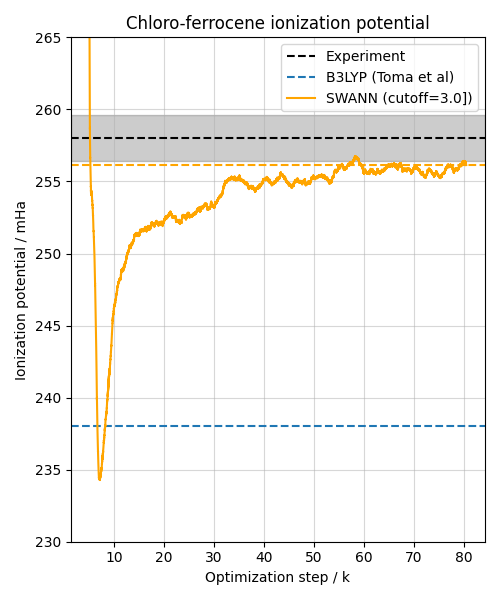 Chloro-ferrocene ionization potential
Experiment
B3LYP (Toma et al)
SWANN (cutoff=3.0])
Ionization potential / mHa
265
260
255
250
245
240
235
230
10 20 30 40 50 60 70 80
Optimization step / k